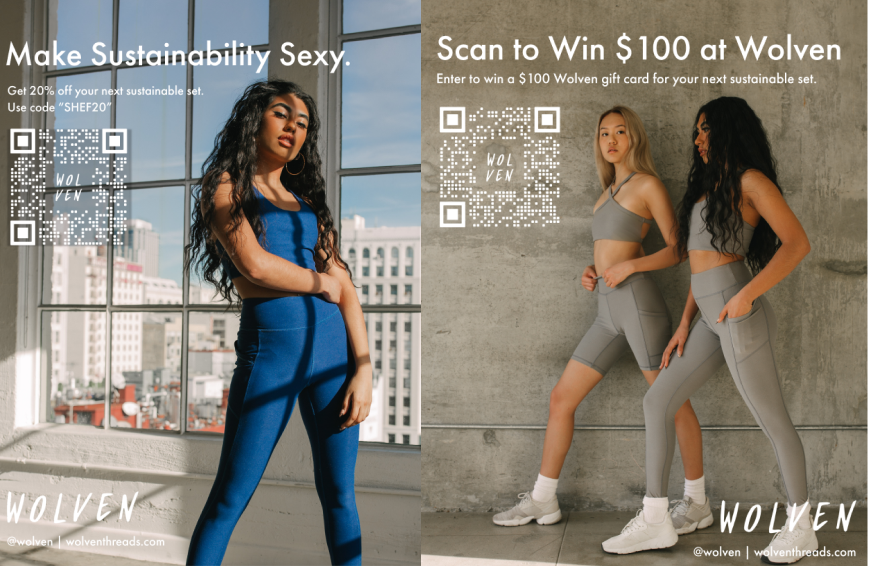 Make Sustainability Sexy.
Get 20% off your next sustainable set.
Use code “SHEF20”
WOL
VEN
WOLVEN
@wolven | wolventhreads.com
Scan to Win $100 at Wolven
Enter to win a $100 Wolven gift card for your next sustainable set.
WOL
VEN
WOLVEN
@wolven | wolventhreads.com